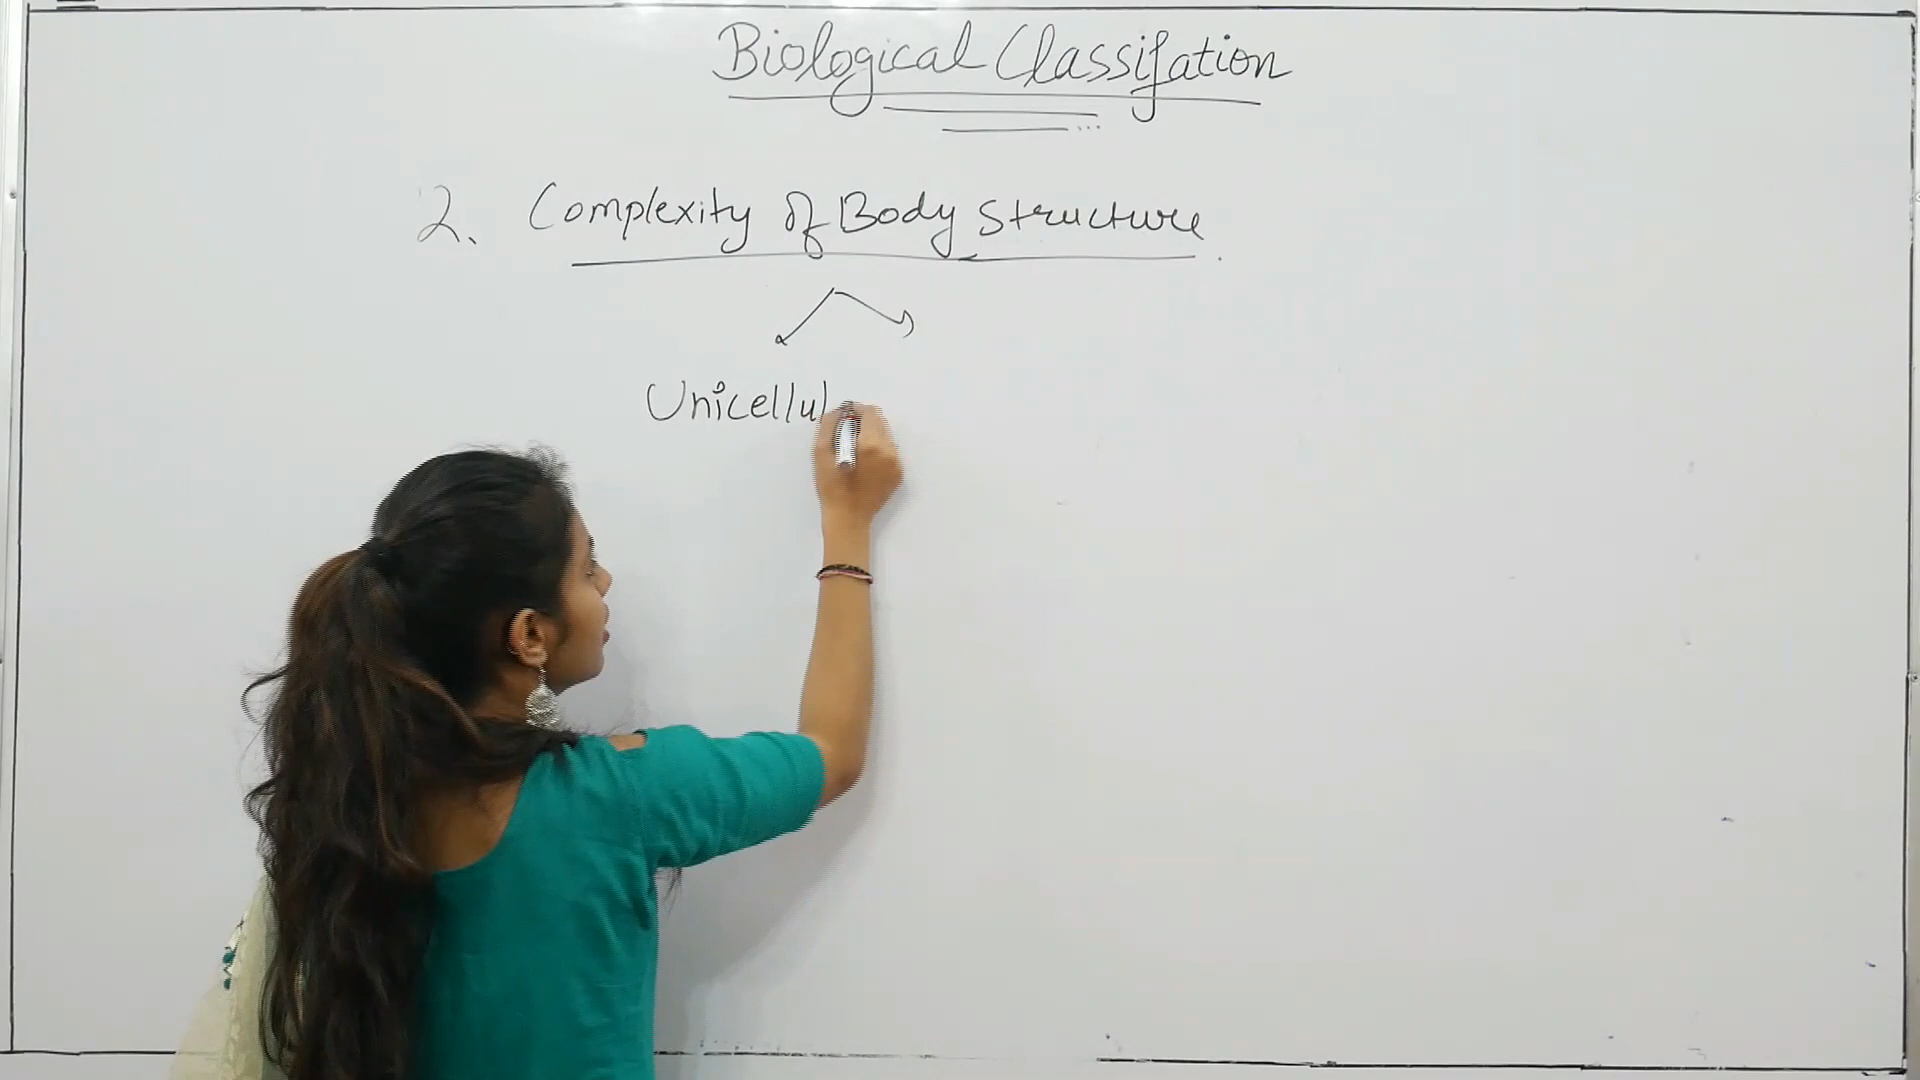 Biological Classifation
2. Complexity of Body Structure
Unicellul